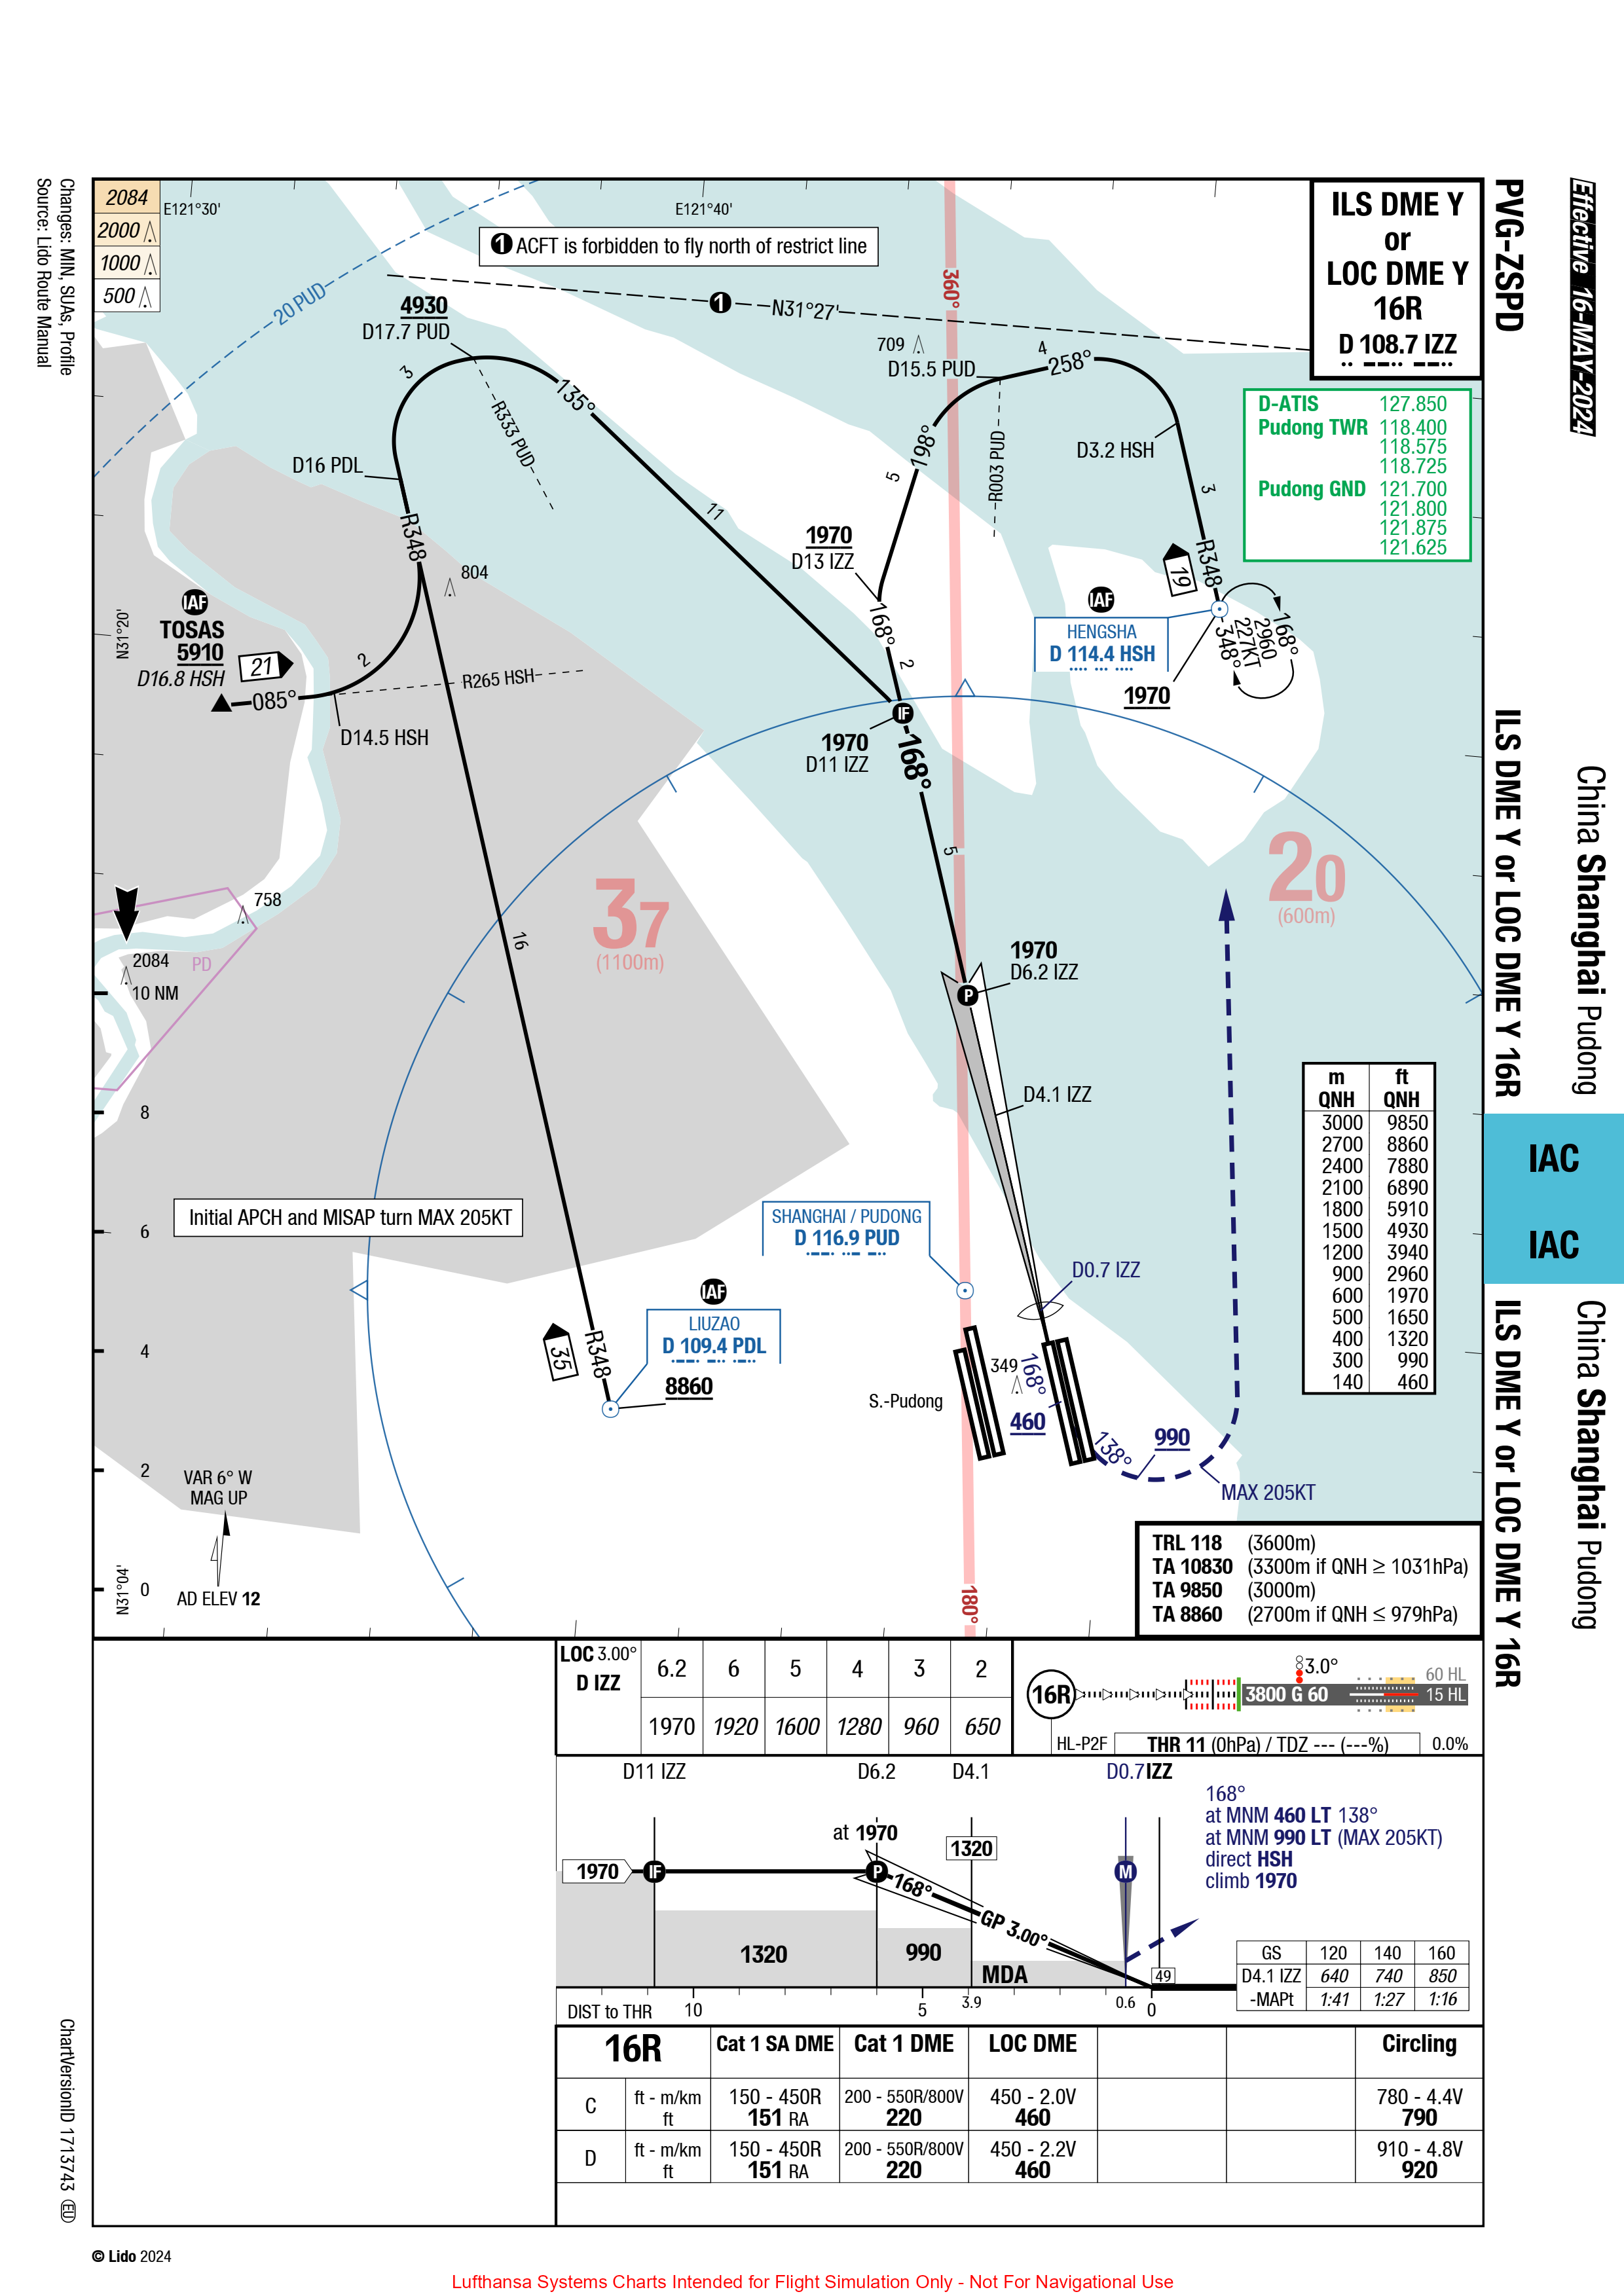 Effective 16-MAY-2024
PVG-ZSPD
China Shanghai Pudong
ILS DME Y or LOC DME Y 16R
IAC
IAC
China Shanghai Pudong
ILS DME Y or LOC DME Y 16R
Changes: MIN, SUAs, Profile
Source: Lido Route Manual
2084
2000
1000
500
E121°30'
E121°40'
ILS DME Y
or
LOC DME Y
16R
D 108.7 IZZ
1 ACFT is forbidden to fly north of restrict line
20 PUD
1
N31°27'
360°
4930
D17.7 PUD
3
135°
R333 PUD
11
709
D15.5 PUD
4
258°
198°
5
R003 PUD
D3.2 HSH
3
R348
19
D-ATIS 127.850
Pudong TWR 118.400
118.575
118.725
Pudong GND 121.700
121.800
121.875
121.625
D16 PDL
R348
804
1970
D13 IZZ
168°
2
IAF
HENGSHA
D 114.4 HSH
1970
168°
2960
227KT
348°
N31°20'
IAF
TOSAS
5910
D16.8 HSH
21
2
085°
R265 HSH
D14.5 HSH
IF
1970
D11 IZZ
168°
5
37
(1100m)
20
(600m)
758
PD
2084
10 NM
16
1970
D6.2 IZZ
P
D4.1 IZZ
m ft
QNH QNH
3000 9850
2700 8860
2400 7880
2100 6890
1800 5910
1500 4930
1200 3940
900 2960
600 1970
500 1650
400 1320
300 990
140 460
8
Initial APCH and MISAP turn MAX 205KT
6
SHANGHAI / PUDONG
D 116.9 PUD
D0.7 IZZ
IAF
LIUZAO
D 109.4 PDL
8860
35
R348
4
349
168°
S.-Pudong
460
138°
990
MAX 205KT
2
VAR 6° W
MAG UP
AD ELEV 12
N31°04'
0
180°
TRL 118 (3600m)
TA 10830 (3300m if QNH ≥ 1031hPa)
TA 9850 (3000m)
TA 8860 (2700m if QNH ≤ 979hPa)
LOC 3.00°
D IZZ
6.2 6 5 4 3 2
1970 1920 1600 1280 960 650
16R
3.0°
3800 G 60
60 HL
15 HL
HL-P2F
THR 11 (0hPa) / TDZ --- (---%)
0.0%
D11 IZZ D6.2 D4.1 D0.7 IZZ
168°
at MNM 460 LT 138°
at MNM 990 LT (MAX 205KT)
direct HSH
climb 1970
at 1970
1320
1970
IF
P
168°
M
GP 3.00°
1320
990
MDA
49
DIST to THR 10 5 3.9 0.6 0
GS 120 140 160
D4.1 IZZ 640 740 850
-MAPt 1:41 1:27 1:16
16R Cat 1 SA DME Cat 1 DME LOC DME Circling
C ft - m/km 150 - 450R 200 - 550R/800V 450 - 2.0V 780 - 4.4V
ft 151 RA 220 460 790
D ft - m/km 150 - 450R 200 - 550R/800V 450 - 2.2V 910 - 4.8V
ft 151 RA 220 460 920
ChartVersionID 1713743 EU
© Lido 2024
Lufthansa Systems Charts Intended for Flight Simulation Only - Not For Navigational Use